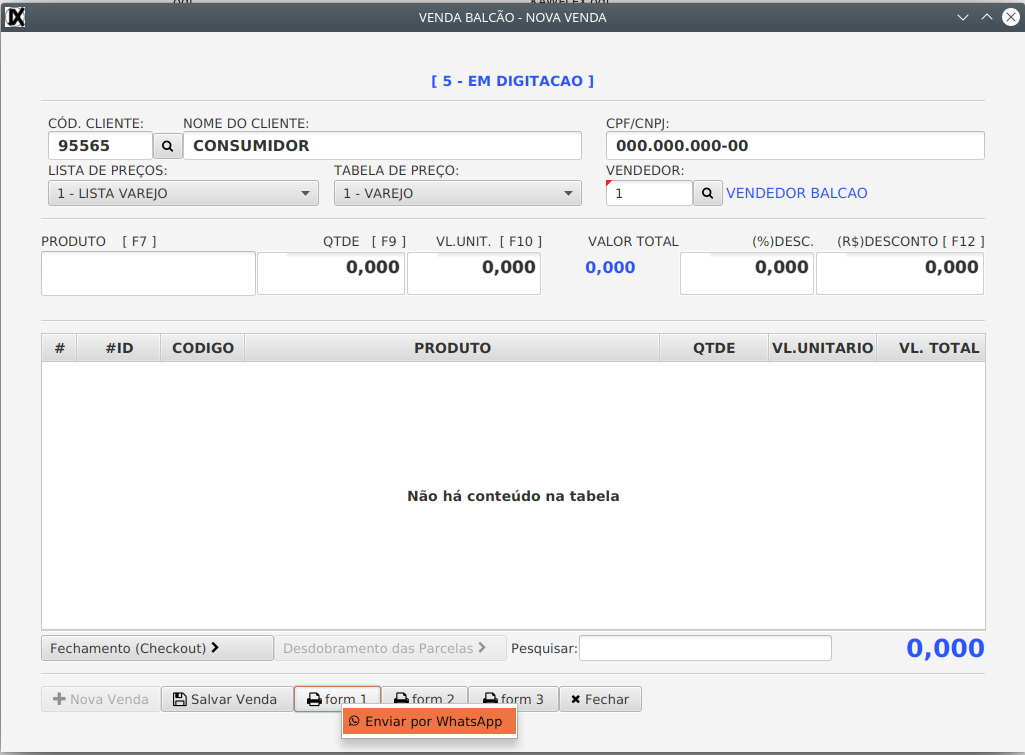 VENDA BALCÃO - NOVA VENDA
[ 5 - EM DIGITACAO ]
CÓD. CLIENTE: NOME DO CLIENTE: CPF/CNPJ:
95565 CONSUMIDOR 000.000.000-00
LISTA DE PREÇOS: TABELA DE PREÇO: VENDEDOR:
1 - LISTA VAREJO 1 - VAREJO 1 VENDEDOR BALCAO
PRODUTO [ F7 ] QTDE [ F9 ] VL.UNIT. [ F10 ] VALOR TOTAL (%)DESC. (R$)DESCONTO [ F12 ]
0,000 0,000 0,000 0,000 0,000
# #ID CODIGO PRODUTO QTDE VL.UNITARIO VL. TOTAL
Não há conteúdo na tabela
Fechamento (Checkout) Desdobramento das Parcelas Pesquisar: 0,000
Nova Venda Salvar Venda form 1 form 2 form 3 Fechar
Enviar por WhatsApp